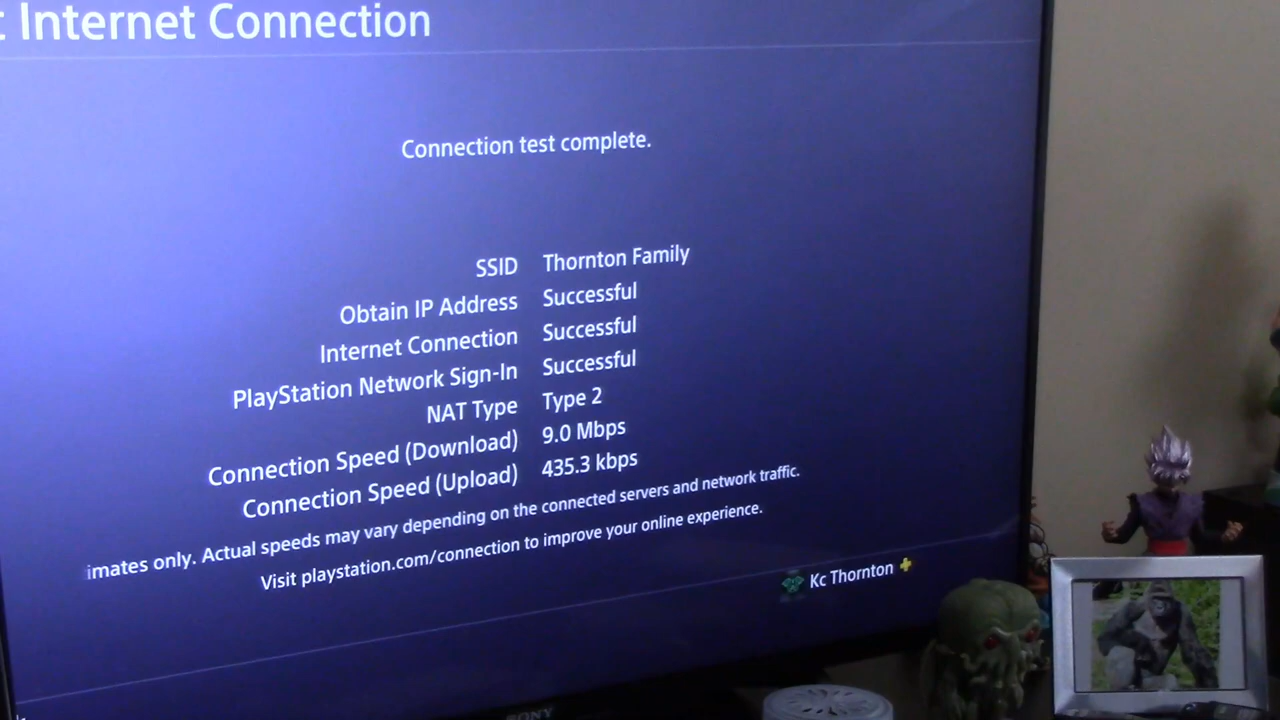 Internet Connection
Connection test complete.
SSID Thornton Family
Obtain IP Address Successful
Internet Connection Successful
PlayStation Network Sign-In Successful
NAT Type Type 2
Connection Speed (Download) 9.0 Mbps
Connection Speed (Upload) 435.3 kbps
imates only. Actual speeds may vary depending on the connected servers and network traffic.
Visit playstation.com/connection to improve your online experience.
Kc Thornton
SONY